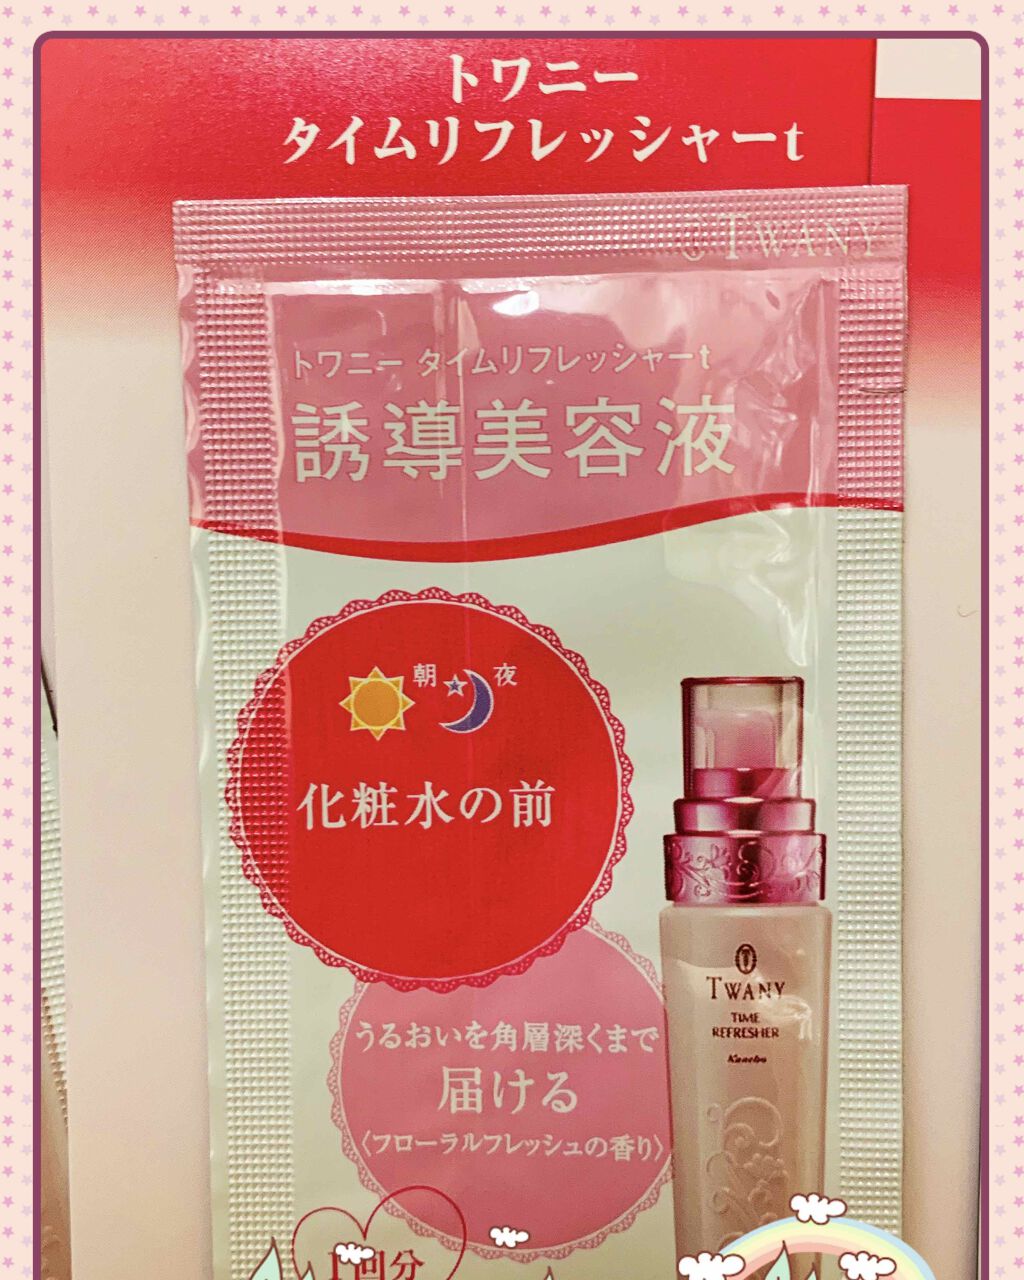 トワニー
タイムリフレッシャーt
TWANY
トワニー タイムリフレッシャーt
誘導美容液
朝 夜
化粧水の前
TWANY
TIME
REFRESHER
Kanebo
うるおいを角層深くまで
届ける
〈フローラルフレッシュの香り〉
1回分